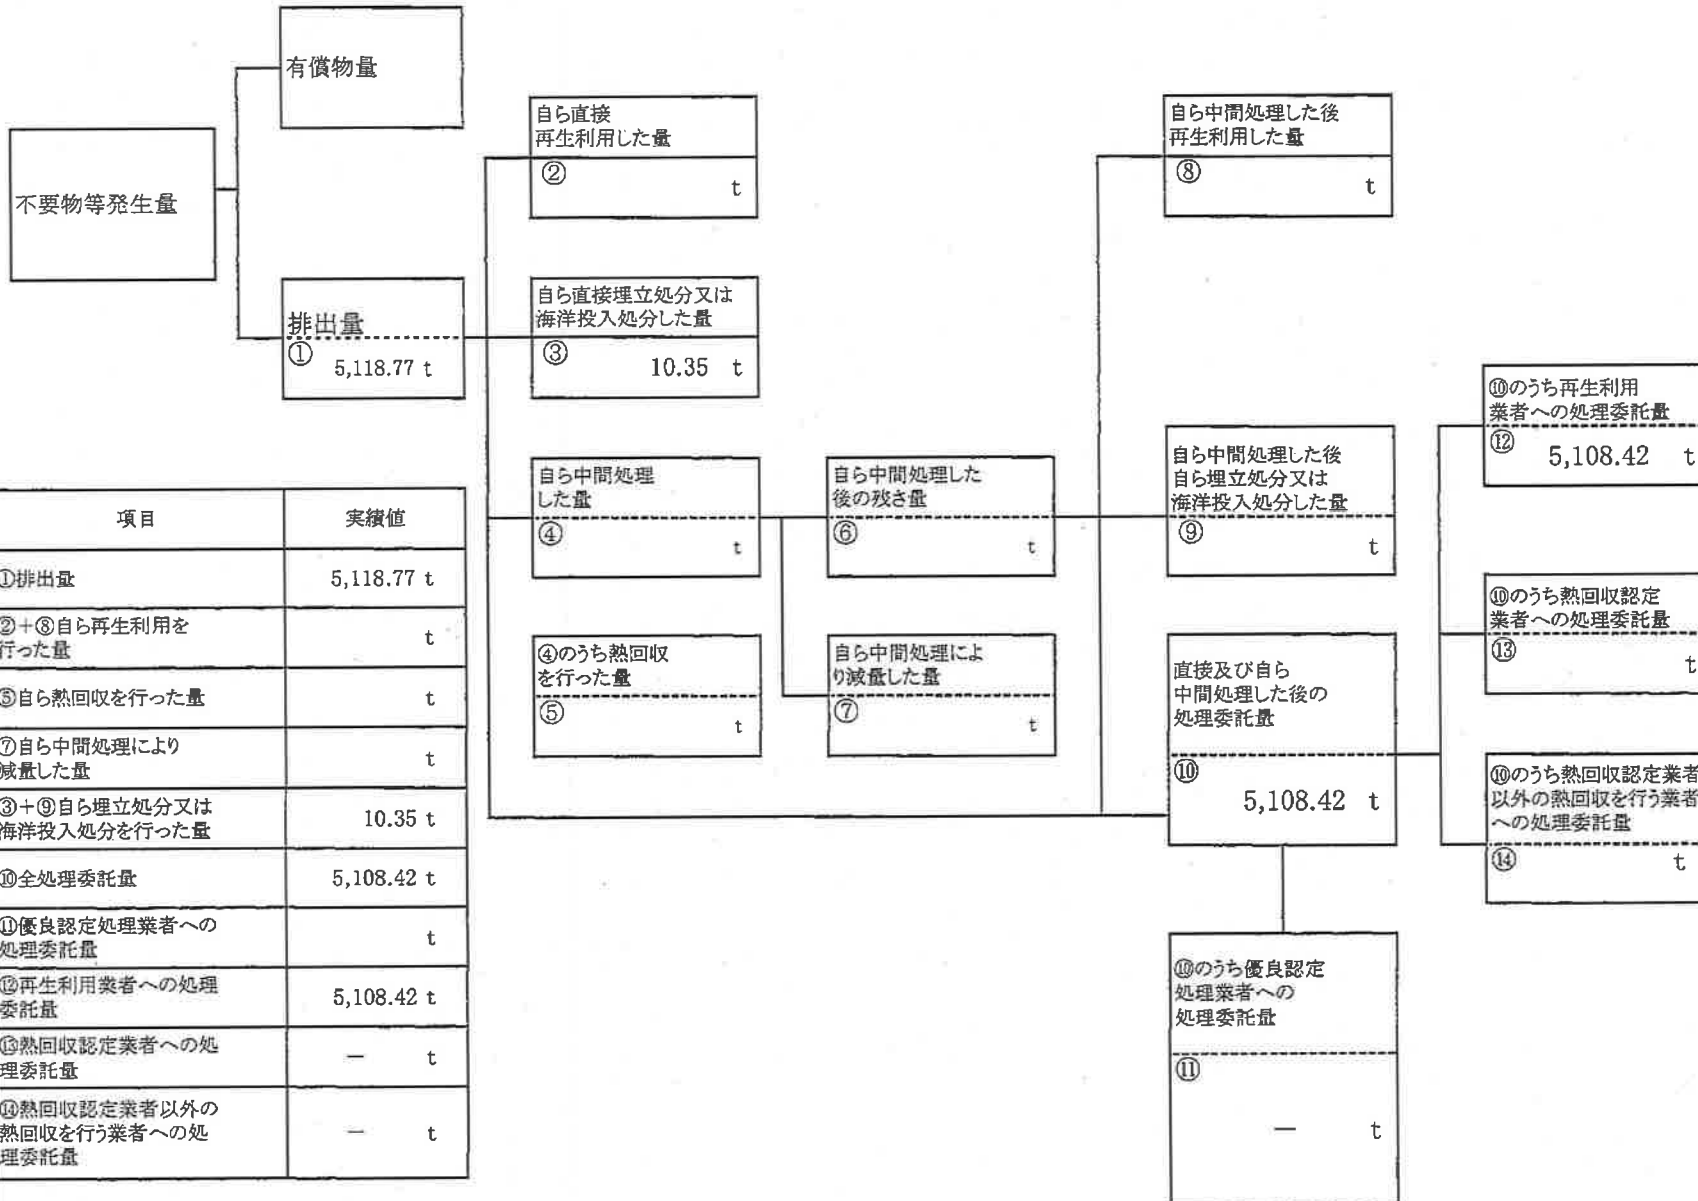 有償物量
不要物等発生量
排出量
① 5,118.77 t
自ら直接
再生利用した量
② t
自ら直接埋立処分又は
海洋投入処分した量
③ 10.35 t
自ら中間処理
した量
④ t
④のうち熱回収
を行った量
⑤ t
自ら中間処理した
後の残さ量
⑥ t
自ら中間処理によ
り減量した量
⑦ t
自ら中間処理した後
再生利用した量
⑧ t
自ら中間処理した後
自ら埋立処分又は
海洋投入処分した量
⑨ t
直接及び自ら
中間処理した後の
処理委託量
⑩
5,108.42 t
⑩のうち優良認定
処理業者への
処理委託量
⑪
― t
⑩のうち再生利用
業者への処理委託量
⑫ 5,108.42 t
⑩のうち熱回収認定
業者への処理委託量
⑬ t
⑩のうち熱回収認定業者
以外の熱回収を行う業者
への処理委託量
⑭ t
項目 実績値
①排出量 5,118.77 t
②+⑧自ら再生利用を
行った量 t
⑤自ら熱回収を行った量 t
⑦自ら中間処理により
減量した量 t
③+⑨自ら埋立処分又は
海洋投入処分を行った量 10.35 t
⑩全処理委託量 5,108.42 t
⑪優良認定処理業者への
処理委託量 t
⑫再生利用業者への処理
委託量 5,108.42 t
⑬熱回収認定業者への処
理委託量 ― t
⑭熱回収認定業者以外の
熱回収を行う業者への処
理委託量 ― t